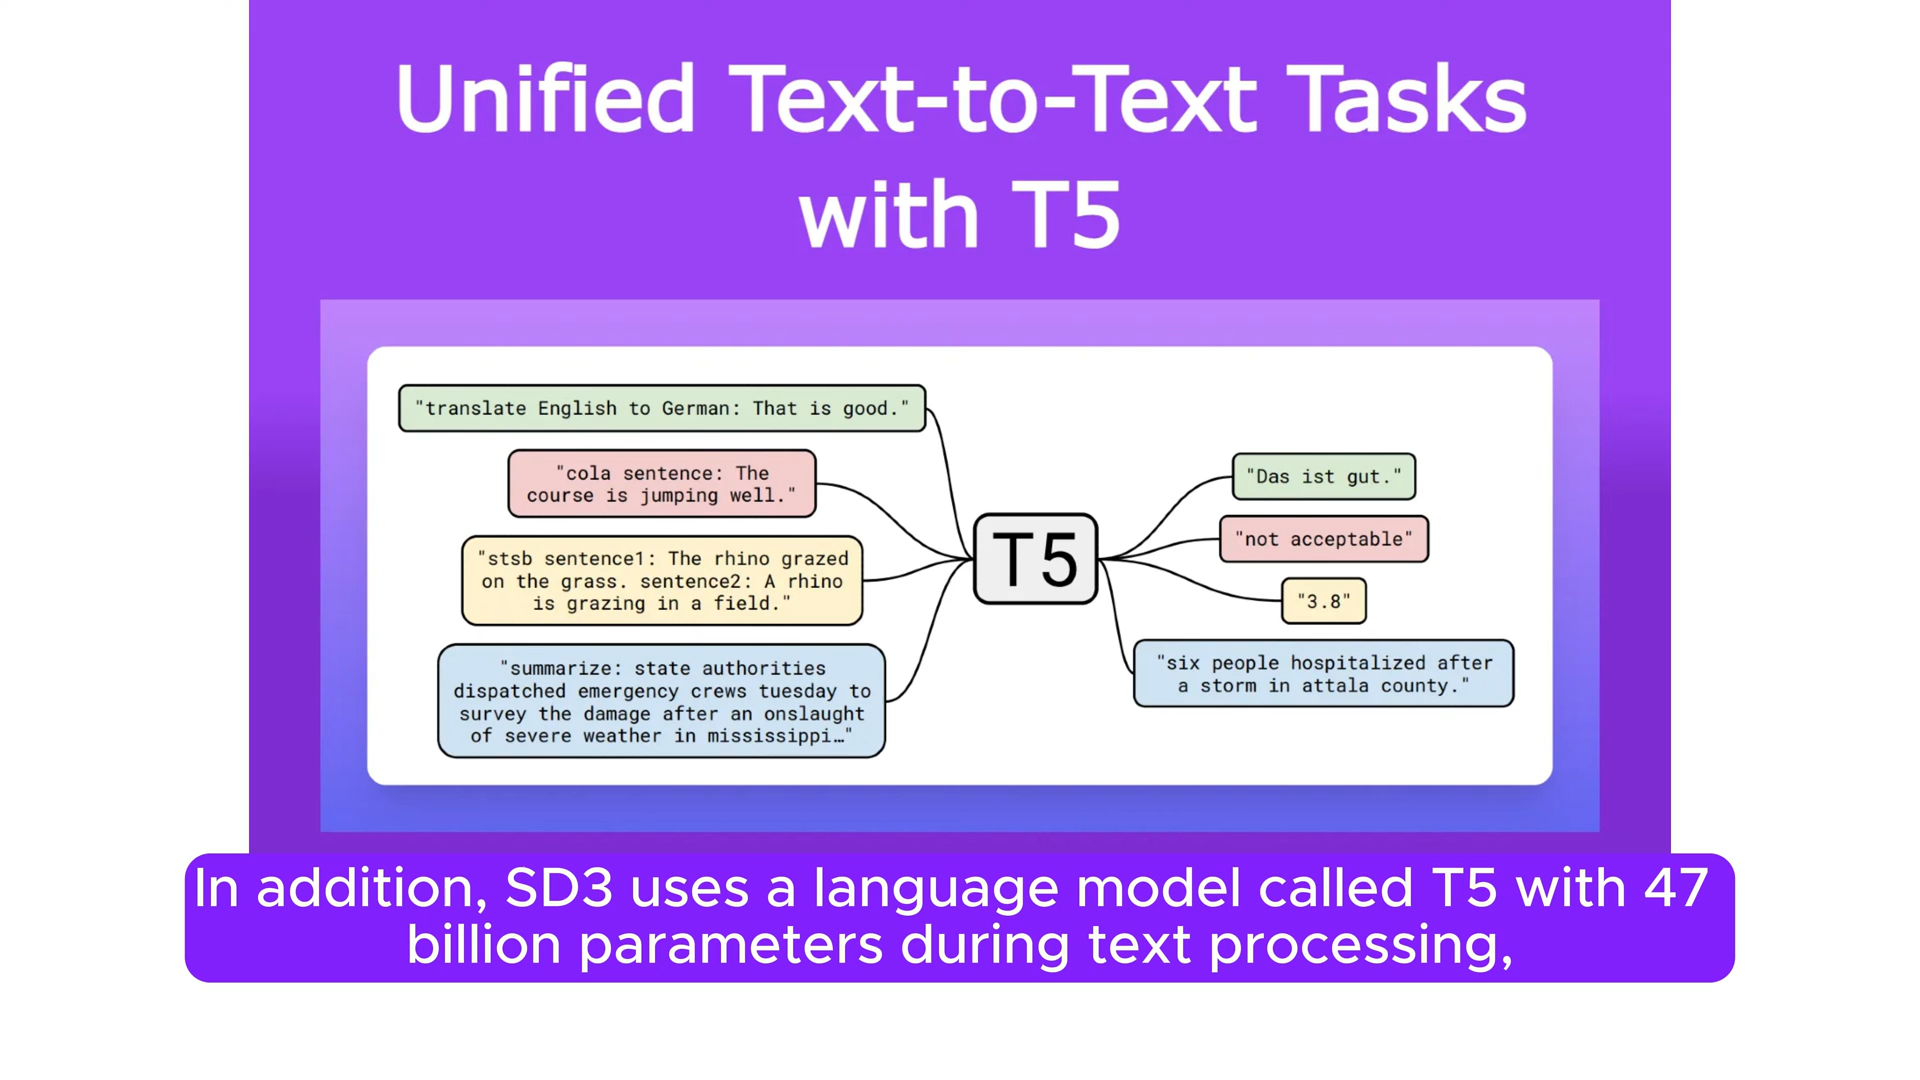 Unified Text-to-Text Tasks
with T5
"translate English to German: That is good."
"cola sentence: The
course is jumping well."
"stsb sentence1: The rhino grazed
on the grass. sentence2: A rhino
is grazing in a field."
"summarize: state authorities
dispatched emergency crews tuesday to
survey the damage after an onslaught
of severe weather in mississippi…"
T5
"Das ist gut."
"not acceptable"
"3.8"
"six people hospitalized after
a storm in attala county."
In addition, SD3 uses a language model called T5 with 47
billion parameters during text processing,